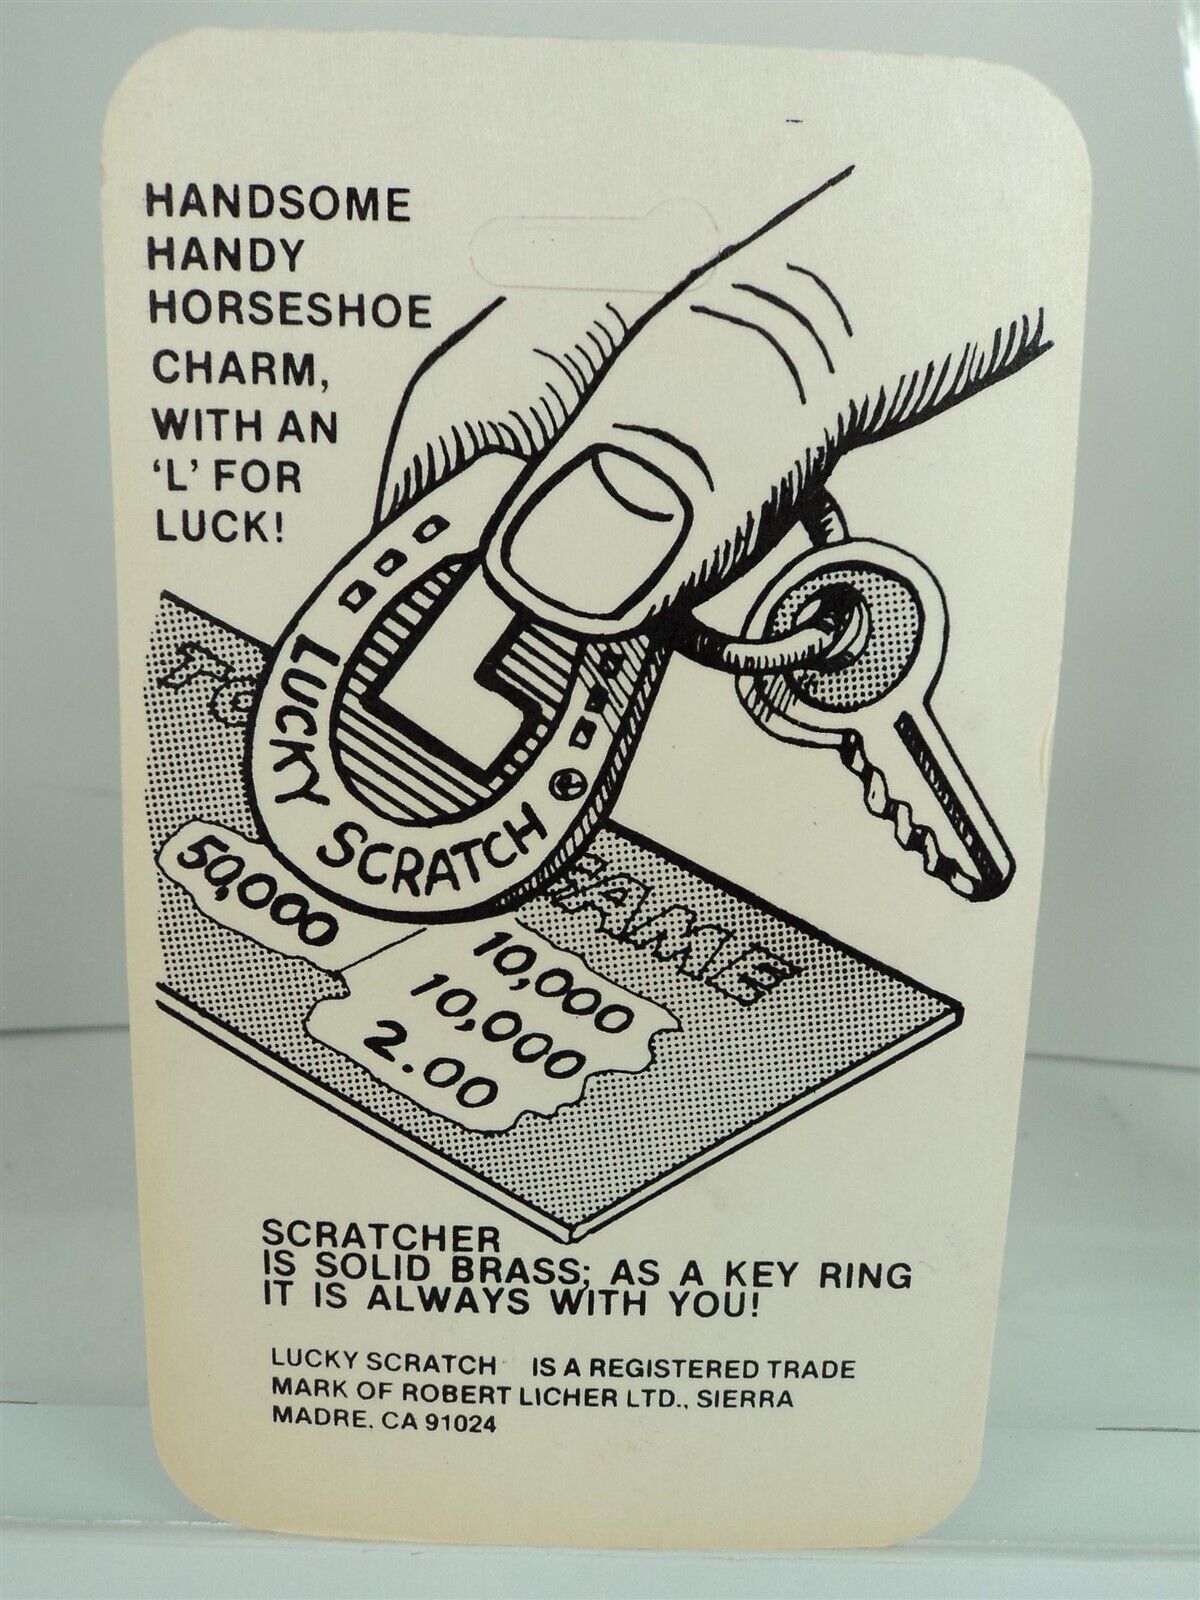 HANDSOME
HANDY
HORSESHOE
CHARM,
WITH AN
'L' FOR
LUCK!
L
LUCKY SCRATCH ®
TO
GAME
50,000
10,000
10,000
2.00
SCRATCHER
IS SOLID BRASS; AS A KEY RING
IT IS ALWAYS WITH YOU!
LUCKY SCRATCH IS A REGISTERED TRADE
MARK OF ROBERT LICHER LTD., SIERRA
MADRE. CA 91024